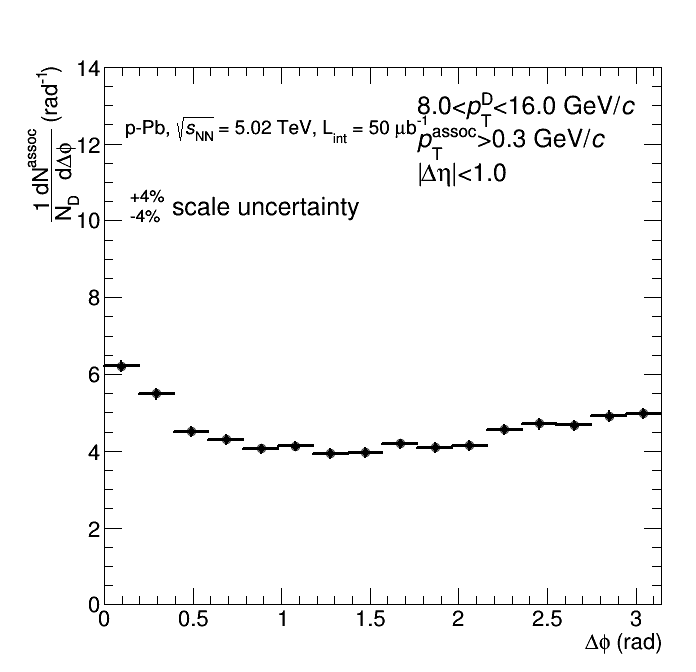 1 dN^assoc
N_D dΔφ (rad^-1)
14
12
10
8
6
4
2
0
p-Pb, √s_NN = 5.02 TeV, L_int = 50 μb^-1
8.0<p_T^D<16.0 GeV/c
p_T^assoc>0.3 GeV/c
|Δη|<1.0
+4%
-4% scale uncertainty
0 0.5 1 1.5 2 2.5 3
Δφ (rad)